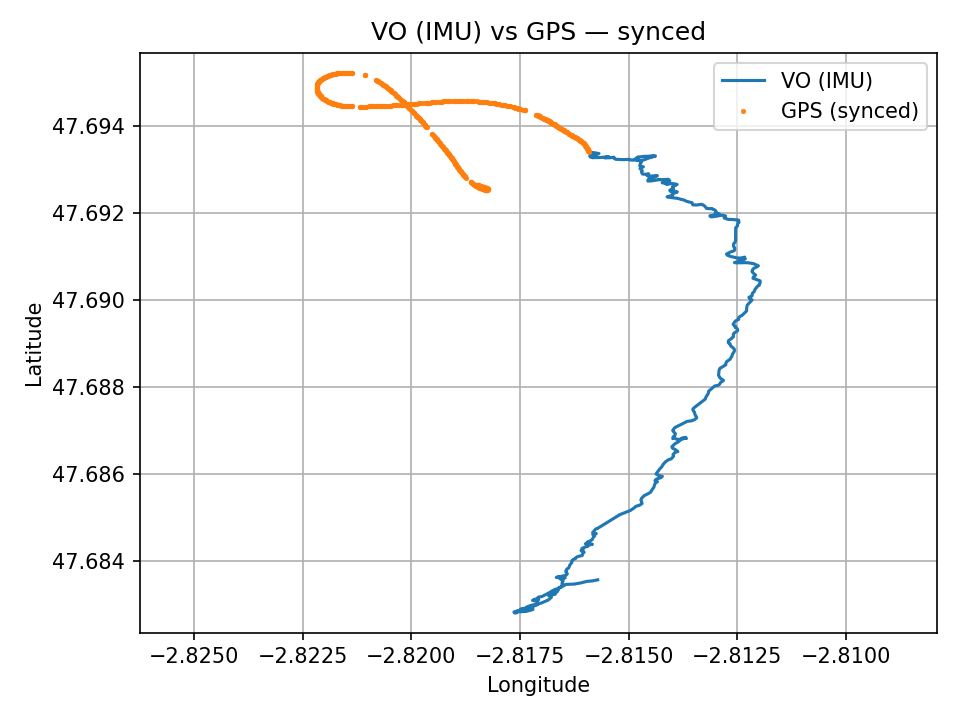 VO (IMU) vs GPS — synced
VO (IMU)
GPS (synced)
47.694
47.692
47.690
47.688
47.686
47.684
Latitude
−2.8250
−2.8225
−2.8200
−2.8175
−2.8150
−2.8125
−2.8100
Longitude